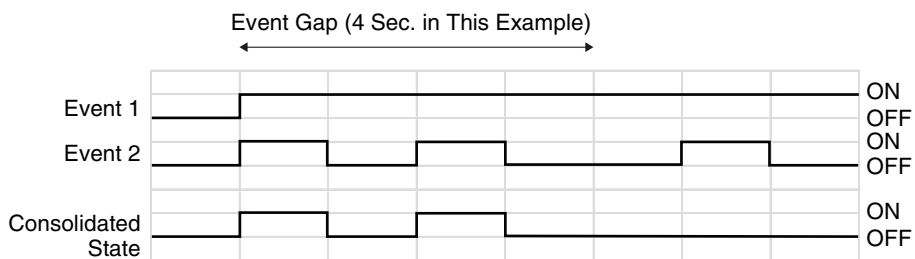 Event Gap (4 Sec. in This Example)
Event 1
ON
OFF
Event 2
ON
OFF
Consolidated
State
ON
OFF